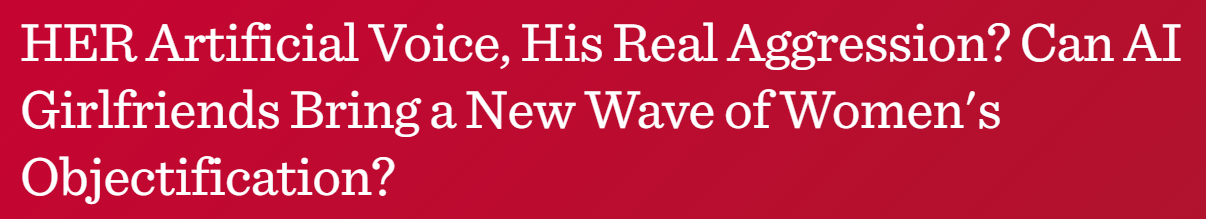 HER Artificial Voice, His Real Aggression? Can AI
Girlfriends Bring a New Wave of Women's
Objectification?